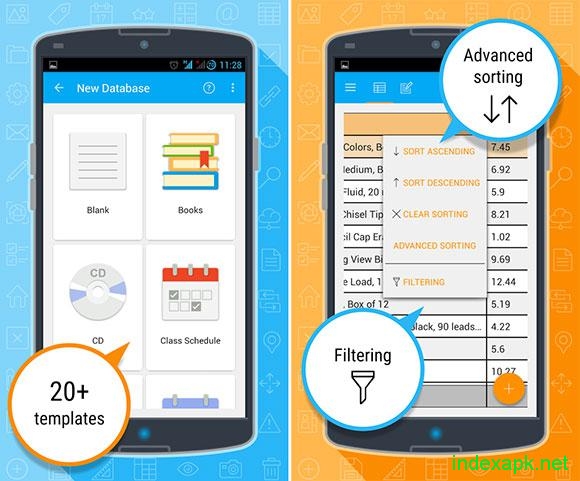 11:28
New Database
?
Blank
Books
CD
CD
Class Schedule
20+
templates
Advanced
sorting
Colors, B
7.45
SORT ASCENDING
Medium, B
6.92
SORT DESCENDING
Fluid, 20
5.9
CLEAR SORTING
Chisel Tip
8.21
cil Cap Era
1.02
ADVANCED SORTING
g View Bi
9.69
FILTERING
e Load, 1
12.44
Box of 12
5.19
Black, 90 leads...
4.22
5.6
10.27
+
Filtering
indexapk.net